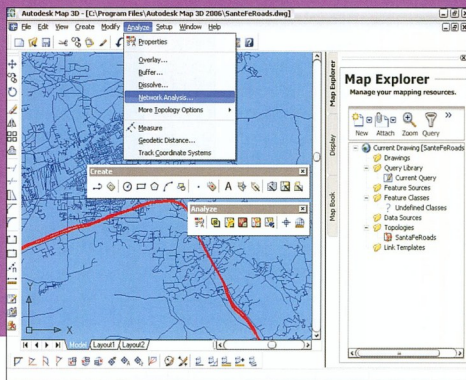 Autodesk Map 3D - [C:\Program Files\Autodesk Map 3D 2006\SanteFeRoads.dwg]
File Edit View Create Modify Analyze Setup Window Help
Properties
Overlay...
Buffer...
Dissolve...
Network Analysis...
More Topology Options
Measure
Geodetic Distance...
Track Coordinate Systems
Create
Analyze
Y
X
Model Layout1 Layout2
Map Explorer
Display
Map Book
Map Explorer
Manage your mapping resources.
New Attach Zoom Query
Current Drawing [SanteFeRoads
Drawings
Query Library
Current Query
Feature Sources
Feature Classes
? Undefined Classes
Data Sources
Topologies
SantaFeRoads
Link Templates